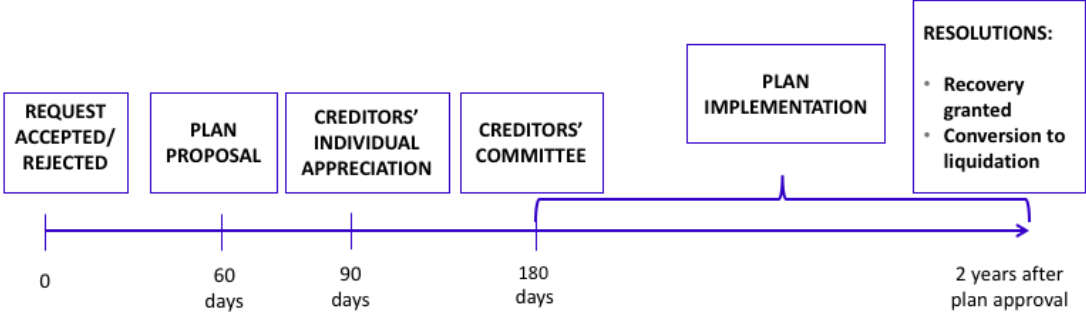 REQUEST
ACCEPTED/
REJECTED
PLAN
PROPOSAL
CREDITORS’
INDIVIDUAL
APPRECIATION
CREDITORS’
COMMITTEE
PLAN
IMPLEMENTATION
RESOLUTIONS:
• Recovery
granted
• Conversion to
liquidation
0
60
days
90
days
180
days
2 years after
plan approval